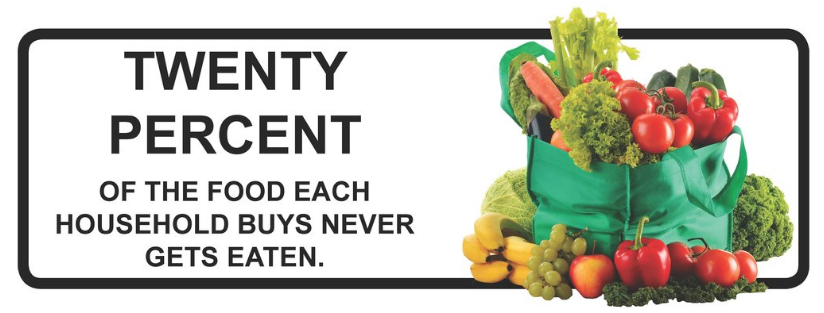 TWENTY
PERCENT
OF THE FOOD EACH
HOUSEHOLD BUYS NEVER
GETS EATEN.